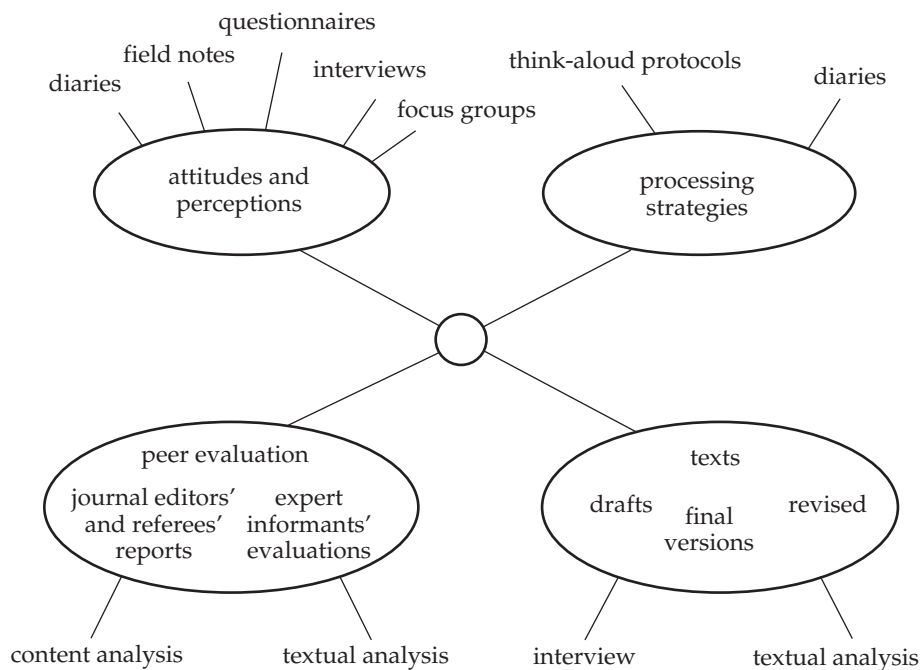 questionnaires
field notes
diaries
interviews
focus groups
attitudes and
perceptions
think-aloud protocols
diaries
processing
strategies
peer evaluation
journal editors'
and referees'
reports
expert
informants'
evaluations
content analysis
textual analysis
texts
drafts
final
versions
revised
interview
textual analysis